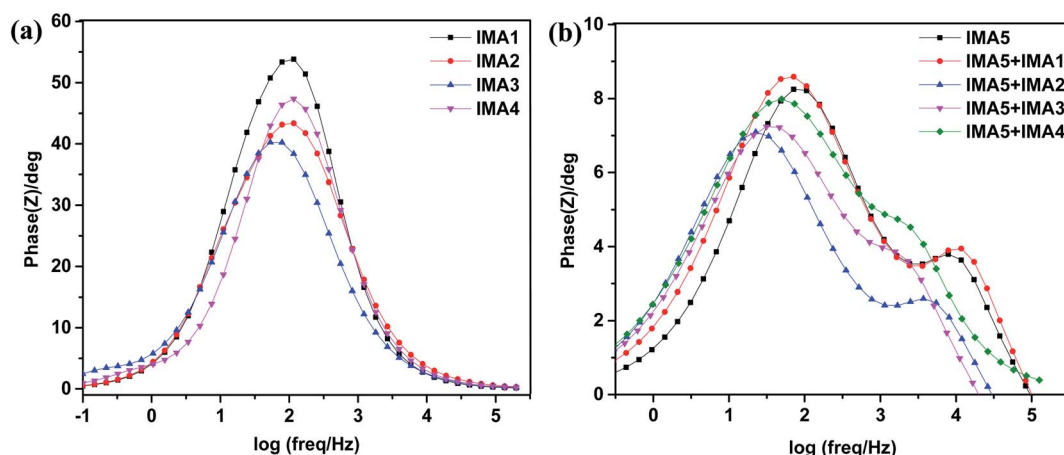 (a)
60
50
40
30
20
10
0
Phase(Z)/deg
-1 0 1 2 3 4 5
log (freq/Hz)
IMA1
IMA2
IMA3
IMA4
(b)
10
8
6
4
2
0
Phase(Z)/deg
0 1 2 3 4 5
log (freq/Hz)
IMA5
IMA5+IMA1
IMA5+IMA2
IMA5+IMA3
IMA5+IMA4